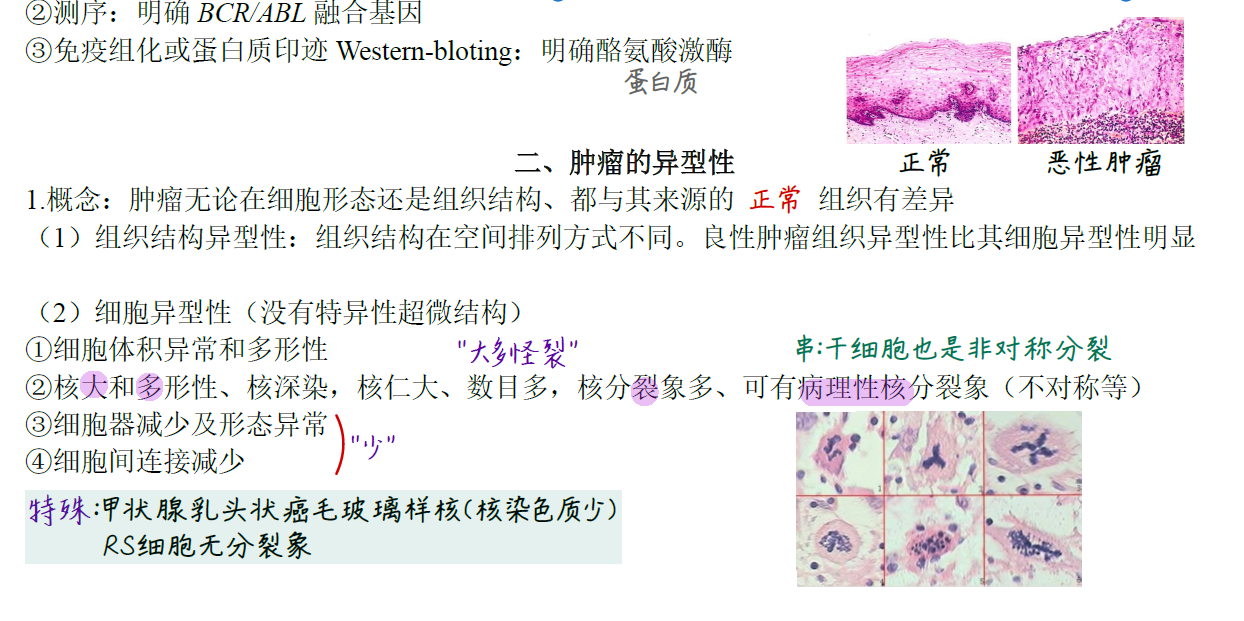 ②测序：明确 BCR/ABL 融合基因
③免疫组化或蛋白质印迹 Western-bloting：明确酪氨酸激酶
蛋白质
正常
恶性肿瘤
二、肿瘤的异型性
1.概念：肿瘤无论在细胞形态还是组织结构、都与其来源的 正常 组织有差异
（1）组织结构异型性：组织结构在空间排列方式不同。良性肿瘤组织异型性比其细胞异型性明显
（2）细胞异型性（没有特异性超微结构）
①细胞体积异常和多形性
"大多怪裂"
串:干细胞也是非对称分裂
②核大和多形性、核深染，核仁大、数目多，核分裂象多、可有病理性核分裂象（不对称等）
③细胞器减少及形态异常
"少"
④细胞间连接减少
特殊:甲状腺乳头状癌毛玻璃样核(核染色质少)
RS细胞无分裂象